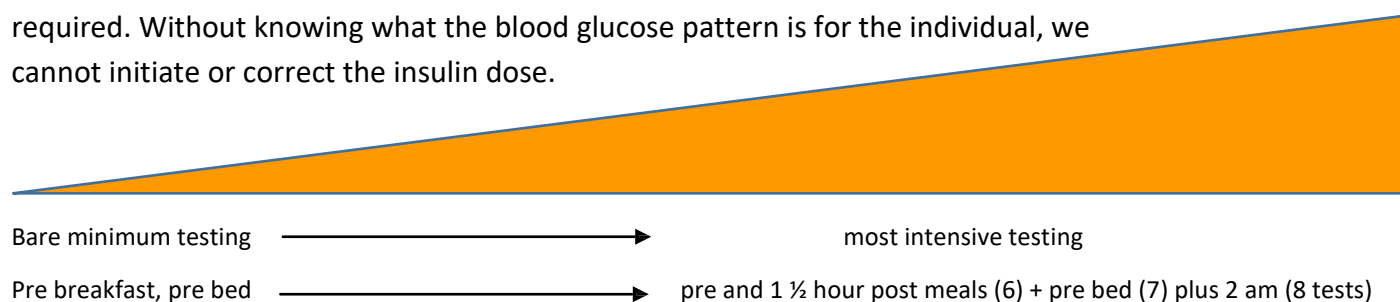 required. Without knowing what the blood glucose pattern is for the individual, we
cannot initiate or correct the insulin dose.
Bare minimum testing most intensive testing
Pre breakfast, pre bed pre and 1 ½ hour post meals (6) + pre bed (7) plus 2 am (8 tests)